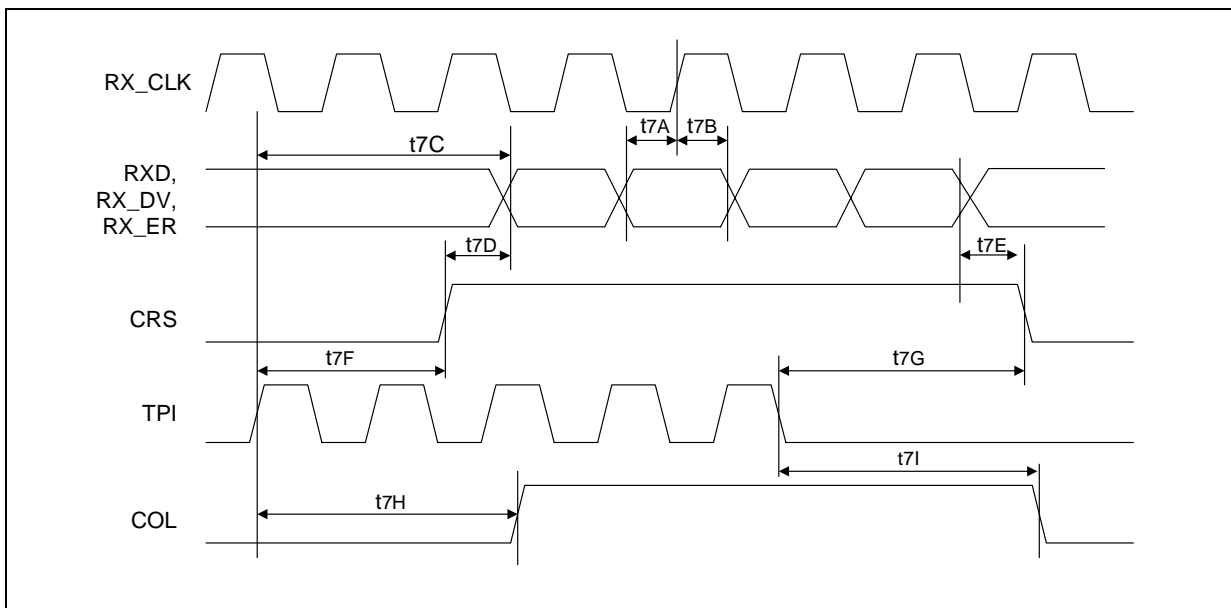 RX_CLK
t7A
t7B
t7C
RXD,
RX_DV,
RX_ER
t7D
t7E
CRS
t7F
t7G
TPI
t7I
t7H
COL